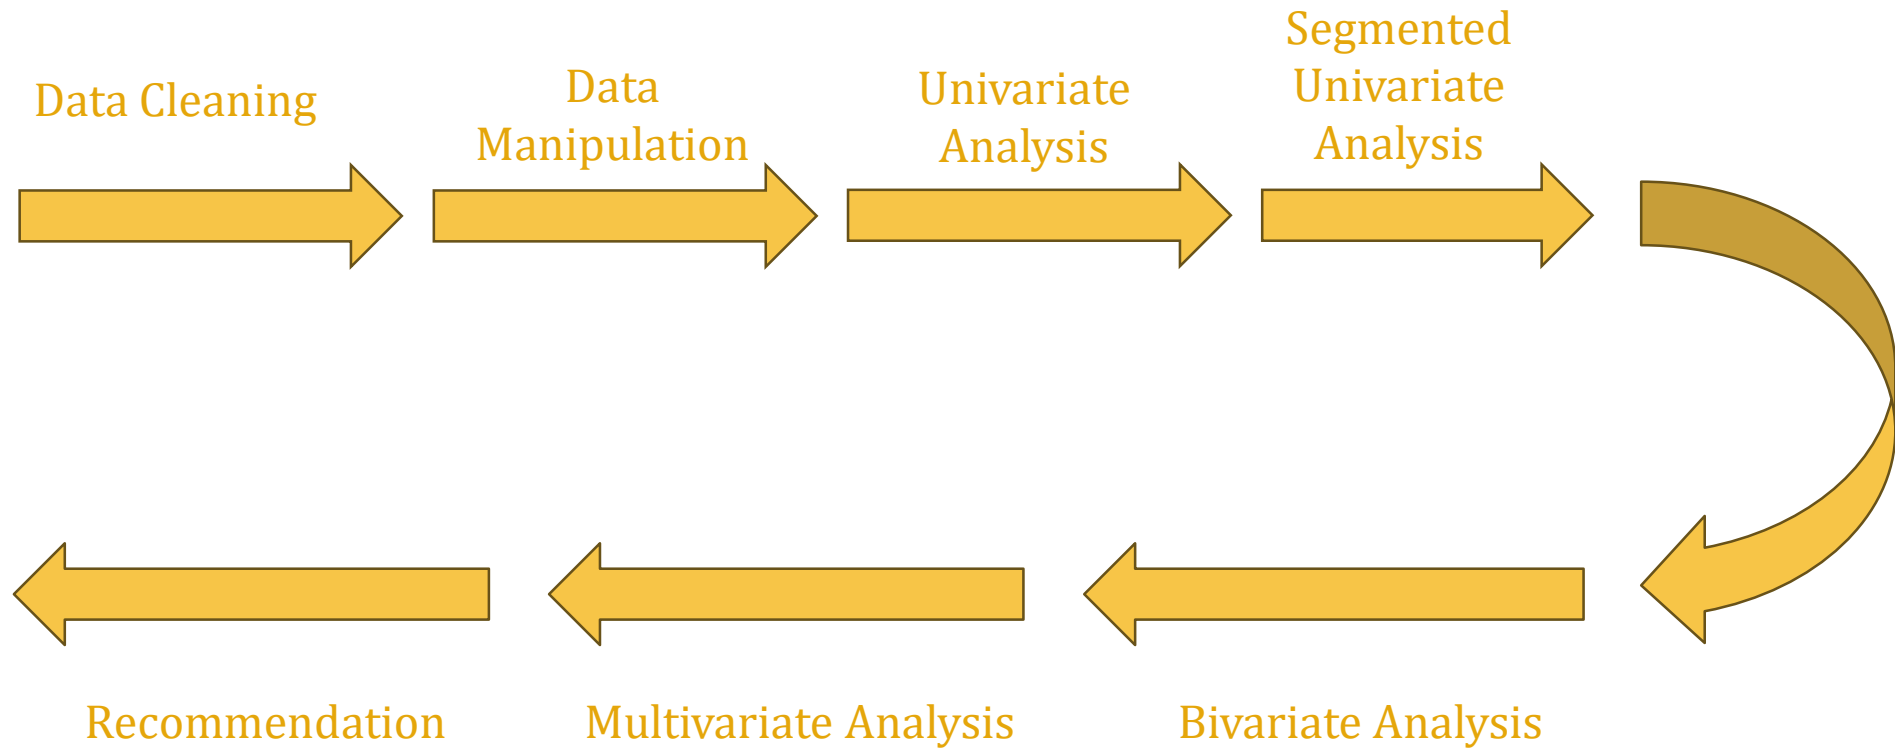 Data Cleaning
Data
Manipulation
Univariate
Analysis
Segmented
Univariate
Analysis
Bivariate Analysis
Multivariate Analysis
Recommendation